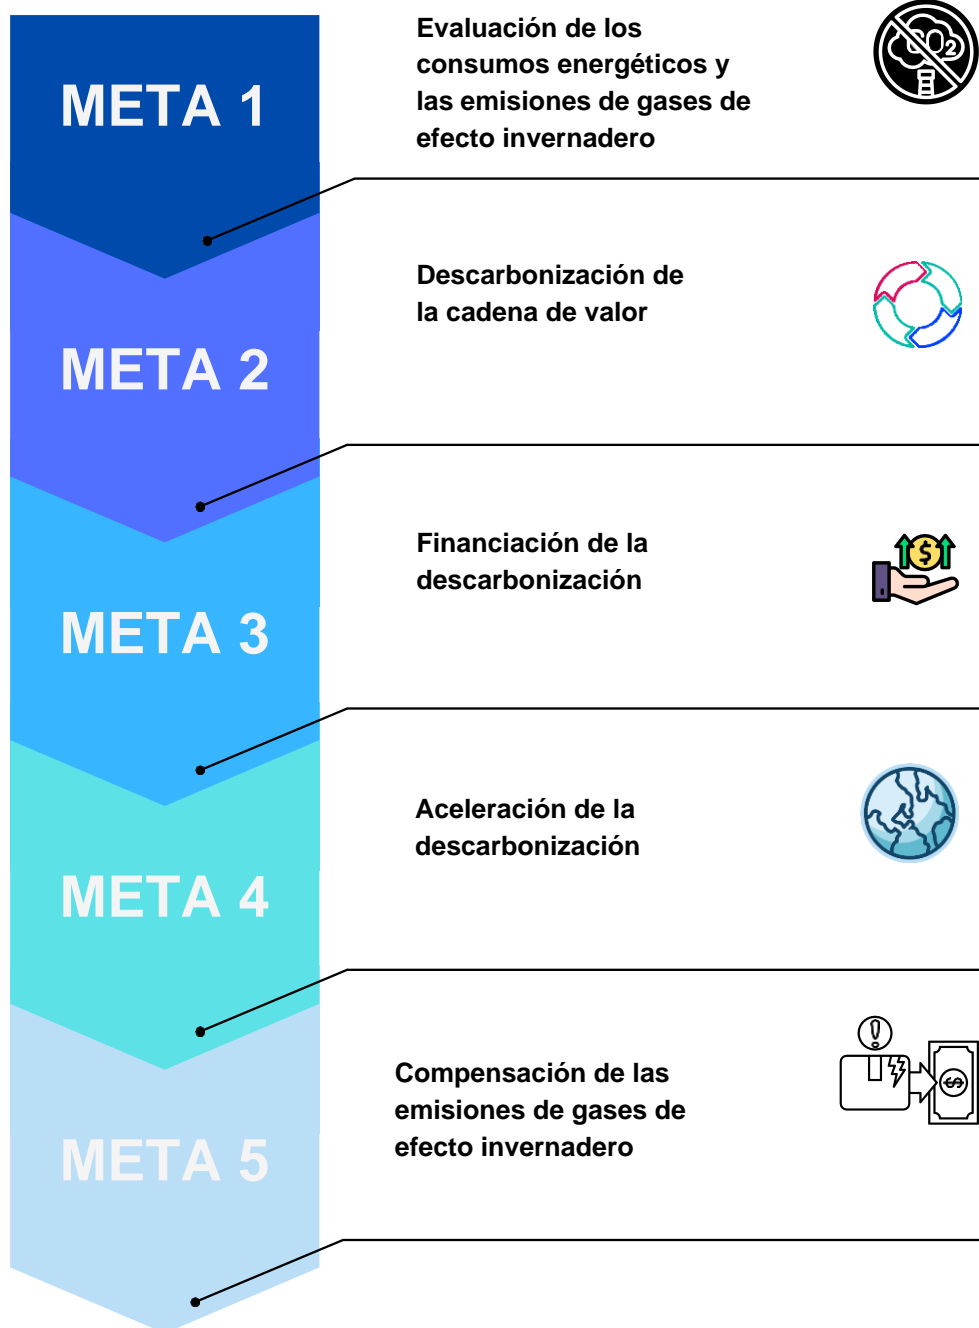 META 1
Evaluación de los
consumos energéticos y
las emisiones de gases de
efecto invernadero
CO2
META 2
Descarbonización de
la cadena de valor
META 3
Financiación de la
descarbonización
$
META 4
Aceleración de la
descarbonización
META 5
Compensación de las
emisiones de gases de
efecto invernadero
!
$